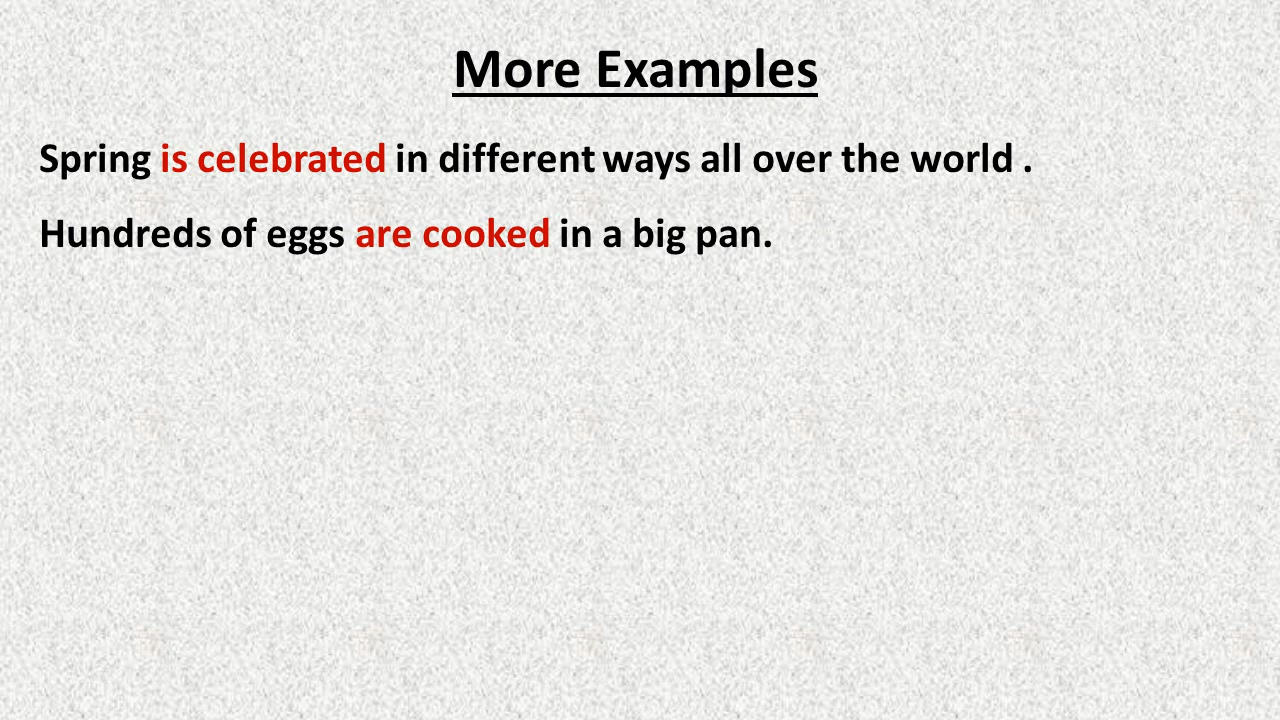 More Examples
Spring is celebrated in different ways all over the world .
Hundreds of eggs are cooked in a big pan.